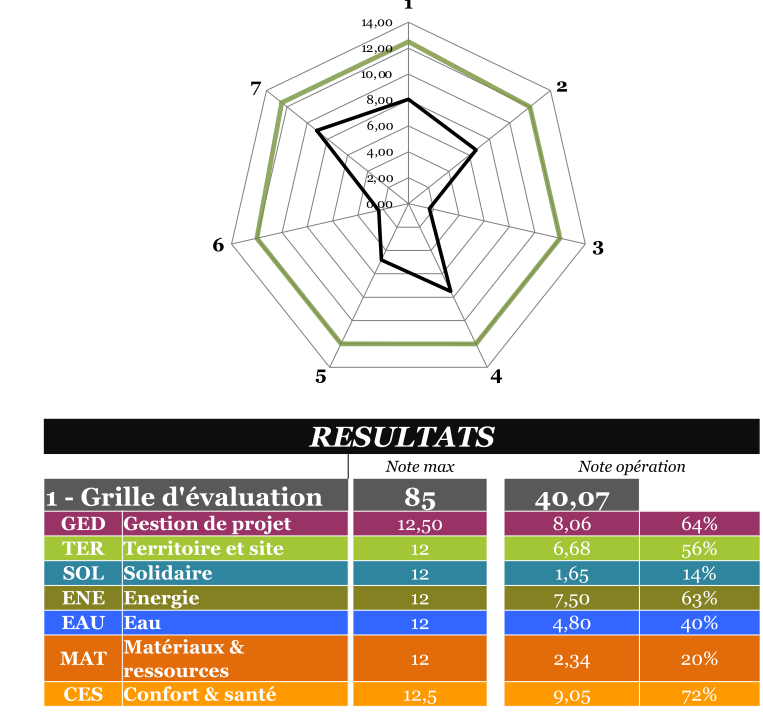 1
14,00
12,00
10,00
8,00
6,00
4,00
2,00
0,00
7
2
6
3
5
4
RESULTATS
Note max Note opération
1 - Grille d'évaluation 85 40,07
GED Gestion de projet 12,50 8,06 64%
TER Territoire et site 12 6,68 56%
SOL Solidaire 12 1,65 14%
ENE Energie 12 7,50 63%
EAU Eau 12 4,80 40%
MAT Matériaux &
ressources 12 2,34 20%
CES Confort & santé 12,5 9,05 72%